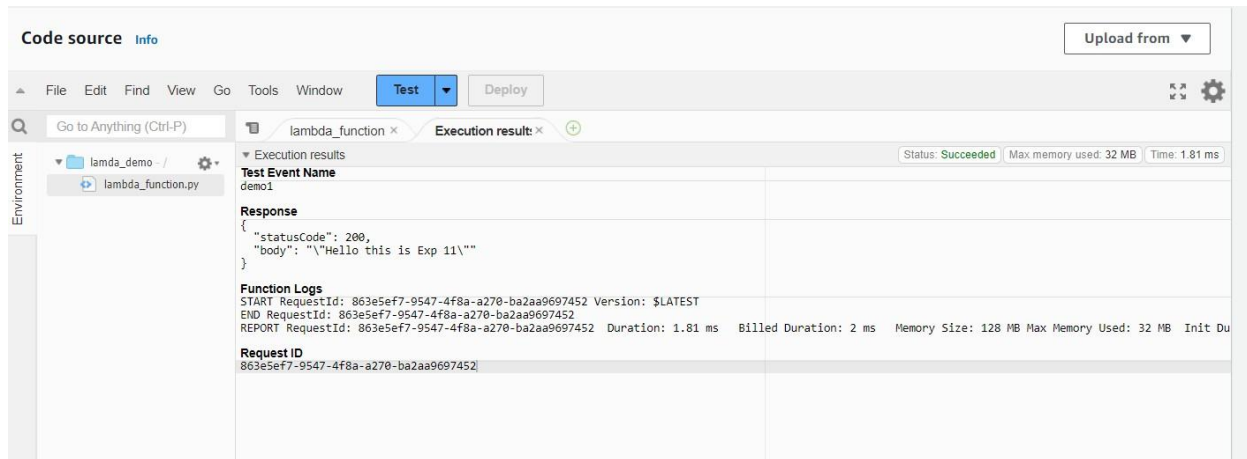 Code source Info
Upload from ▼
File Edit Find View Go Tools Window Test Deploy
Go to Anything (Ctrl-P)
lambda_function × Execution results ×
Environment
lamda_demo - /
lambda_function.py
Execution results
Status: Succeeded Max memory used: 32 MB Time: 1.81 ms
Test Event Name
demo1
Response
{
"statusCode": 200,
"body": "\"Hello this is Exp 11\""
}
Function Logs
START RequestId: 863e5ef7-9547-4f8a-a270-ba2aa9697452 Version: $LATEST
END RequestId: 863e5ef7-9547-4f8a-a270-ba2aa9697452
REPORT RequestId: 863e5ef7-9547-4f8a-a270-ba2aa9697452 Duration: 1.81 ms Billed Duration: 2 ms Memory Size: 128 MB Max Memory Used: 32 MB Init Du
Request ID
863e5ef7-9547-4f8a-a270-ba2aa9697452